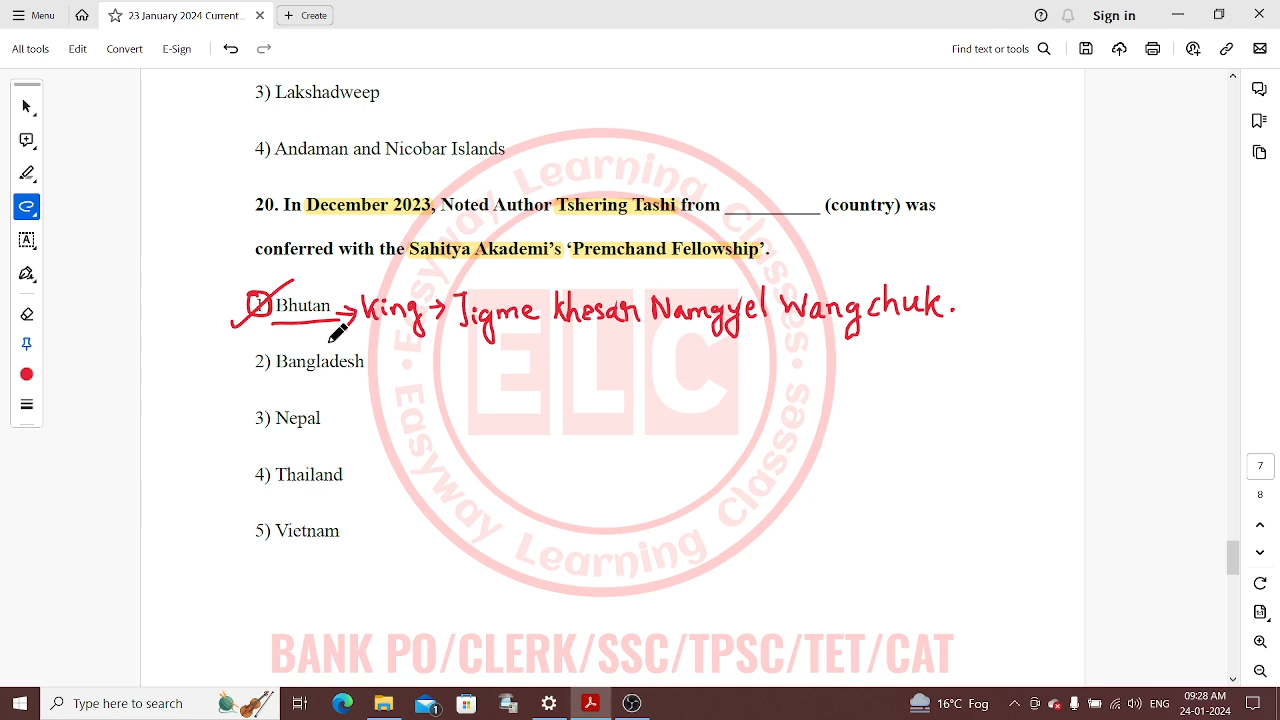 Menu
23 January 2024 Current...
Create
Sign in
All tools Edit Convert E-Sign
Find text or tools
3) Lakshadweep
4) Andaman and Nicobar Islands
20. In December 2023, Noted Author Tshering Tashi from __________ (country) was
conferred with the Sahitya Akademi’s ‘Premchand Fellowship’.
1) Bhutan → King → Jigme Khesar Namgyel Wangchuk.
2) Bangladesh
3) Nepal
4) Thailand
5) Vietnam
Easyway Learning Classes
ELC
Easyway Learning Classes
BANK PO/CLERK/SSC/TPSC/TET/CAT
7
8
Type here to search
1
16°C Fog
ENG
09:28 AM
24-01-2024